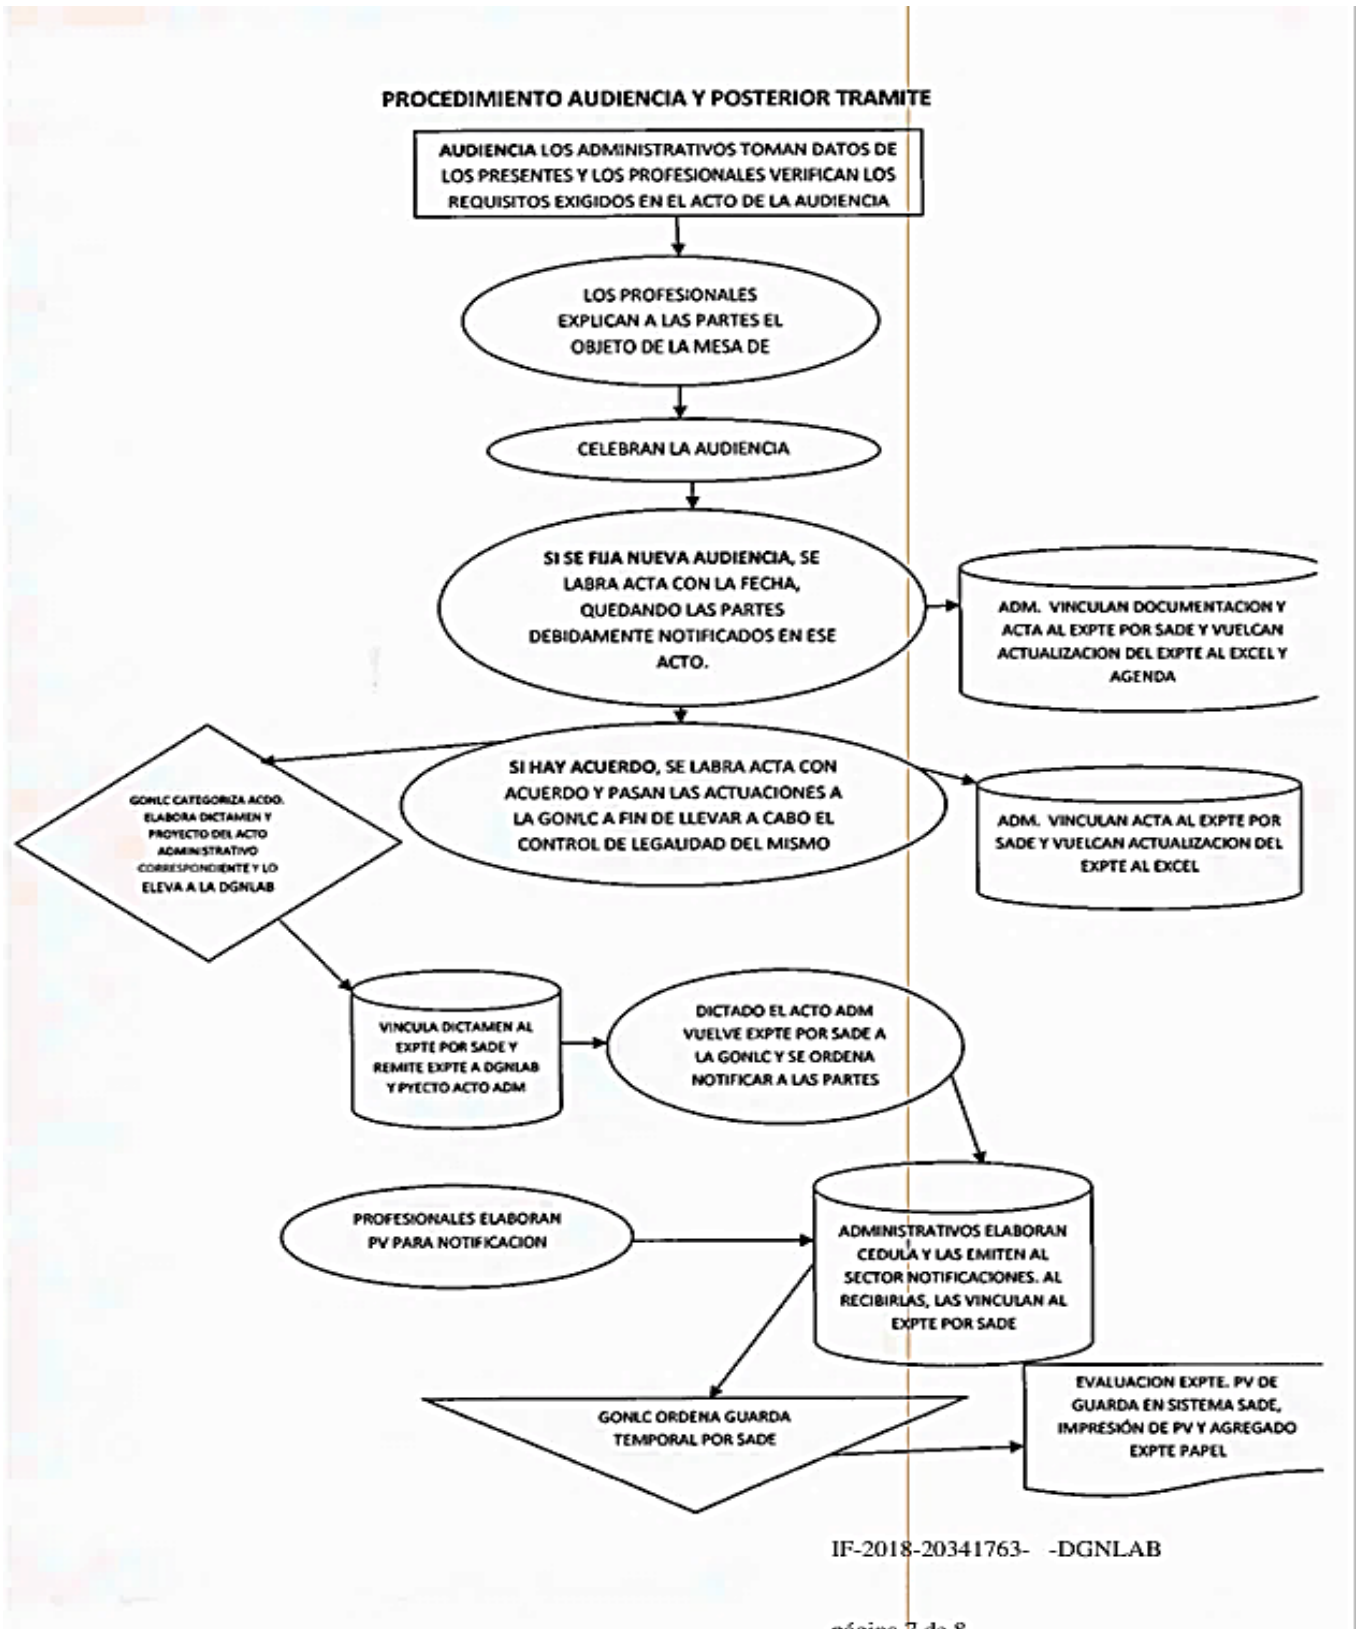 PROCEDIMIENTO AUDIENCIA Y POSTERIOR TRAMITE
AUDIENCIA LOS ADMINISTRATIVOS TOMAN DATOS DE
LOS PRESENTES Y LOS PROFESIONALES VERIFICAN LOS
REQUISITOS EXIGIDOS EN EL ACTO DE LA AUDIENCIA
LOS PROFESIONALES
EXPLICAN A LAS PARTES EL
OBJETO DE LA MESA DE
CELEBRAN LA AUDIENCIA
SI SE FIJA NUEVA AUDIENCIA, SE
LABRA ACTA CON LA FECHA,
QUEDANDO LAS PARTES
DEBIDAMENTE NOTIFICADOS EN ESE
ACTO.
ADM. VINCULAN DOCUMENTACION Y
ACTA AL EXPTE POR SADE Y VUELCAN
ACTUALIZACION DEL EXPTE AL EXCEL Y
AGENDA
SI HAY ACUERDO, SE LABRA ACTA CON
ACUERDO Y PASAN LAS ACTUACIONES A
LA GONLC A FIN DE LLEVAR A CABO EL
CONTROL DE LEGALIDAD DEL MISMO
GONLC CATEGORIZA ACDO.
ELABORA DICTAMEN Y
PROYECTO DEL ACTO
ADMINISTRATIVO
CORRESPONDIENTE Y LO
ELEVA A LA DGNLAB
ADM. VINCULAN ACTA AL EXPTE POR
SADE Y VUELCAN ACTUALIZACION DEL
EXPTE AL EXCEL
VINCULA DICTAMEN AL
EXPTE POR SADE Y
REMITE EXPTE A DGNLAB
Y PYECTO ACTO ADM
DICTADO EL ACTO ADM
VUELVE EXPTE POR SADE A
LA GONLC Y SE ORDENA
NOTIFICAR A LAS PARTES
PROFESIONALES ELABORAN
PV PARA NOTIFICACION
ADMINISTRATIVOS ELABORAN
CEDULA Y LAS EMITEN AL
SECTOR NOTIFICACIONES. AL
RECIBIRLAS, LAS VINCULAN AL
EXPTE POR SADE
GONLC ORDENA GUARDA
TEMPORAL POR SADE
EVALUACION EXPTE. PV DE
GUARDA EN SISTEMA SADE,
IMPRESIÓN DE PV Y AGREGADO
EXPTE PAPEL
IF-2018-20341763- -DGNLAB
página 7 de 8